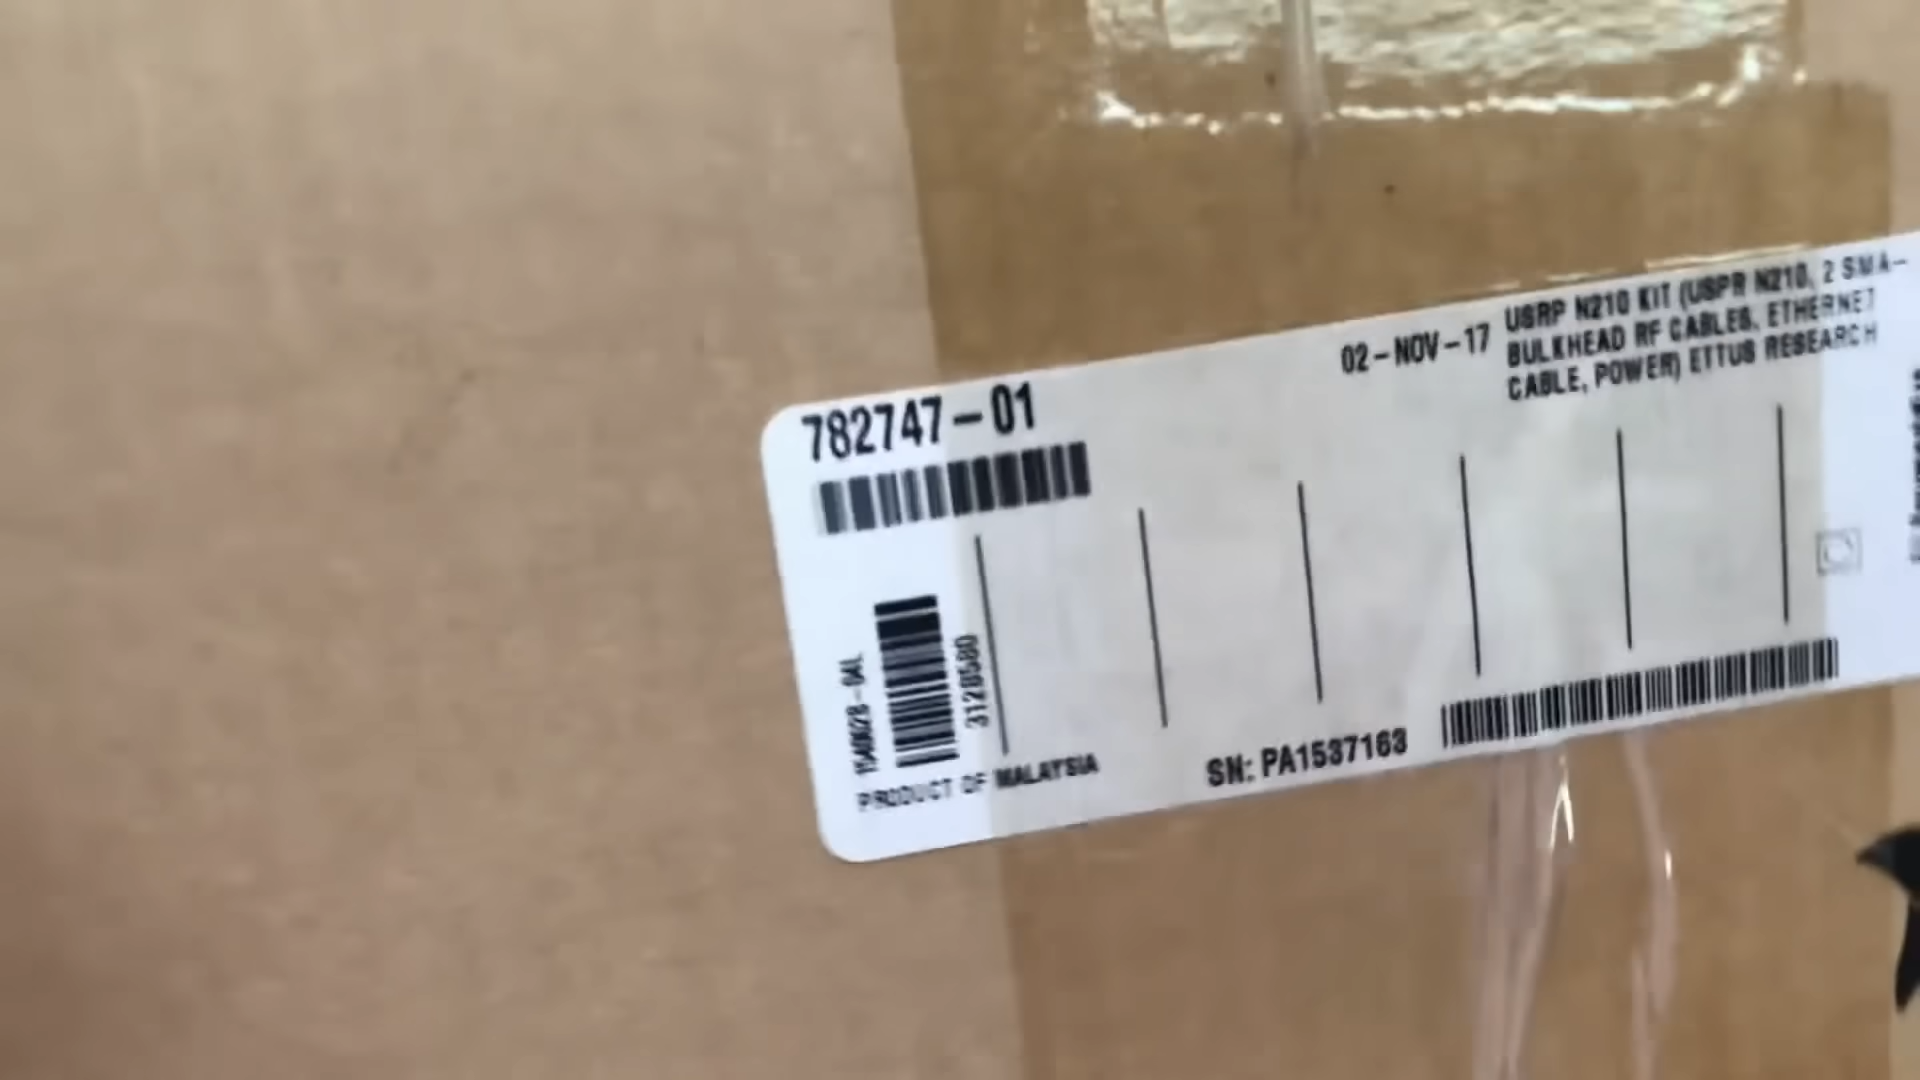 782747-01
02-NOV-17
USRP N210 KIT (USPR N210, 2 SMA-
BULKHEAD RF CABLES, ETHERNET
CABLE, POWER) ETTUS RESEARCH
3128580
PRODUCT OF MALAYSIA
SN: PA1537163